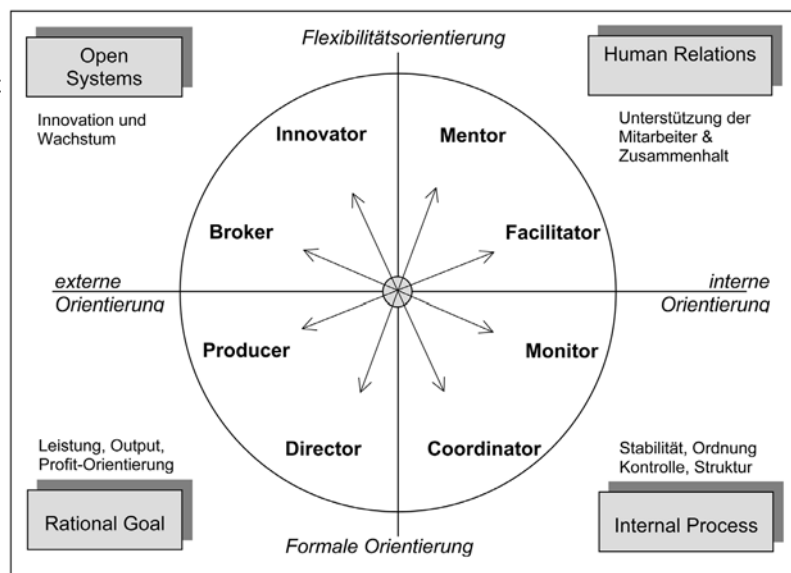 Flexibilitätsorientierung
Open
Systems
Human Relations
Innovation und
Wachstum
Unterstützung der
Mitarbeiter &
Zusammenhalt
Innovator
Mentor
Broker
Facilitator
externe
Orientierung
interne
Orientierung
Producer
Monitor
Director
Coordinator
Leistung, Output,
Profit-Orientierung
Stabilität, Ordnung
Kontrolle, Struktur
Rational Goal
Internal Process
Formale Orientierung